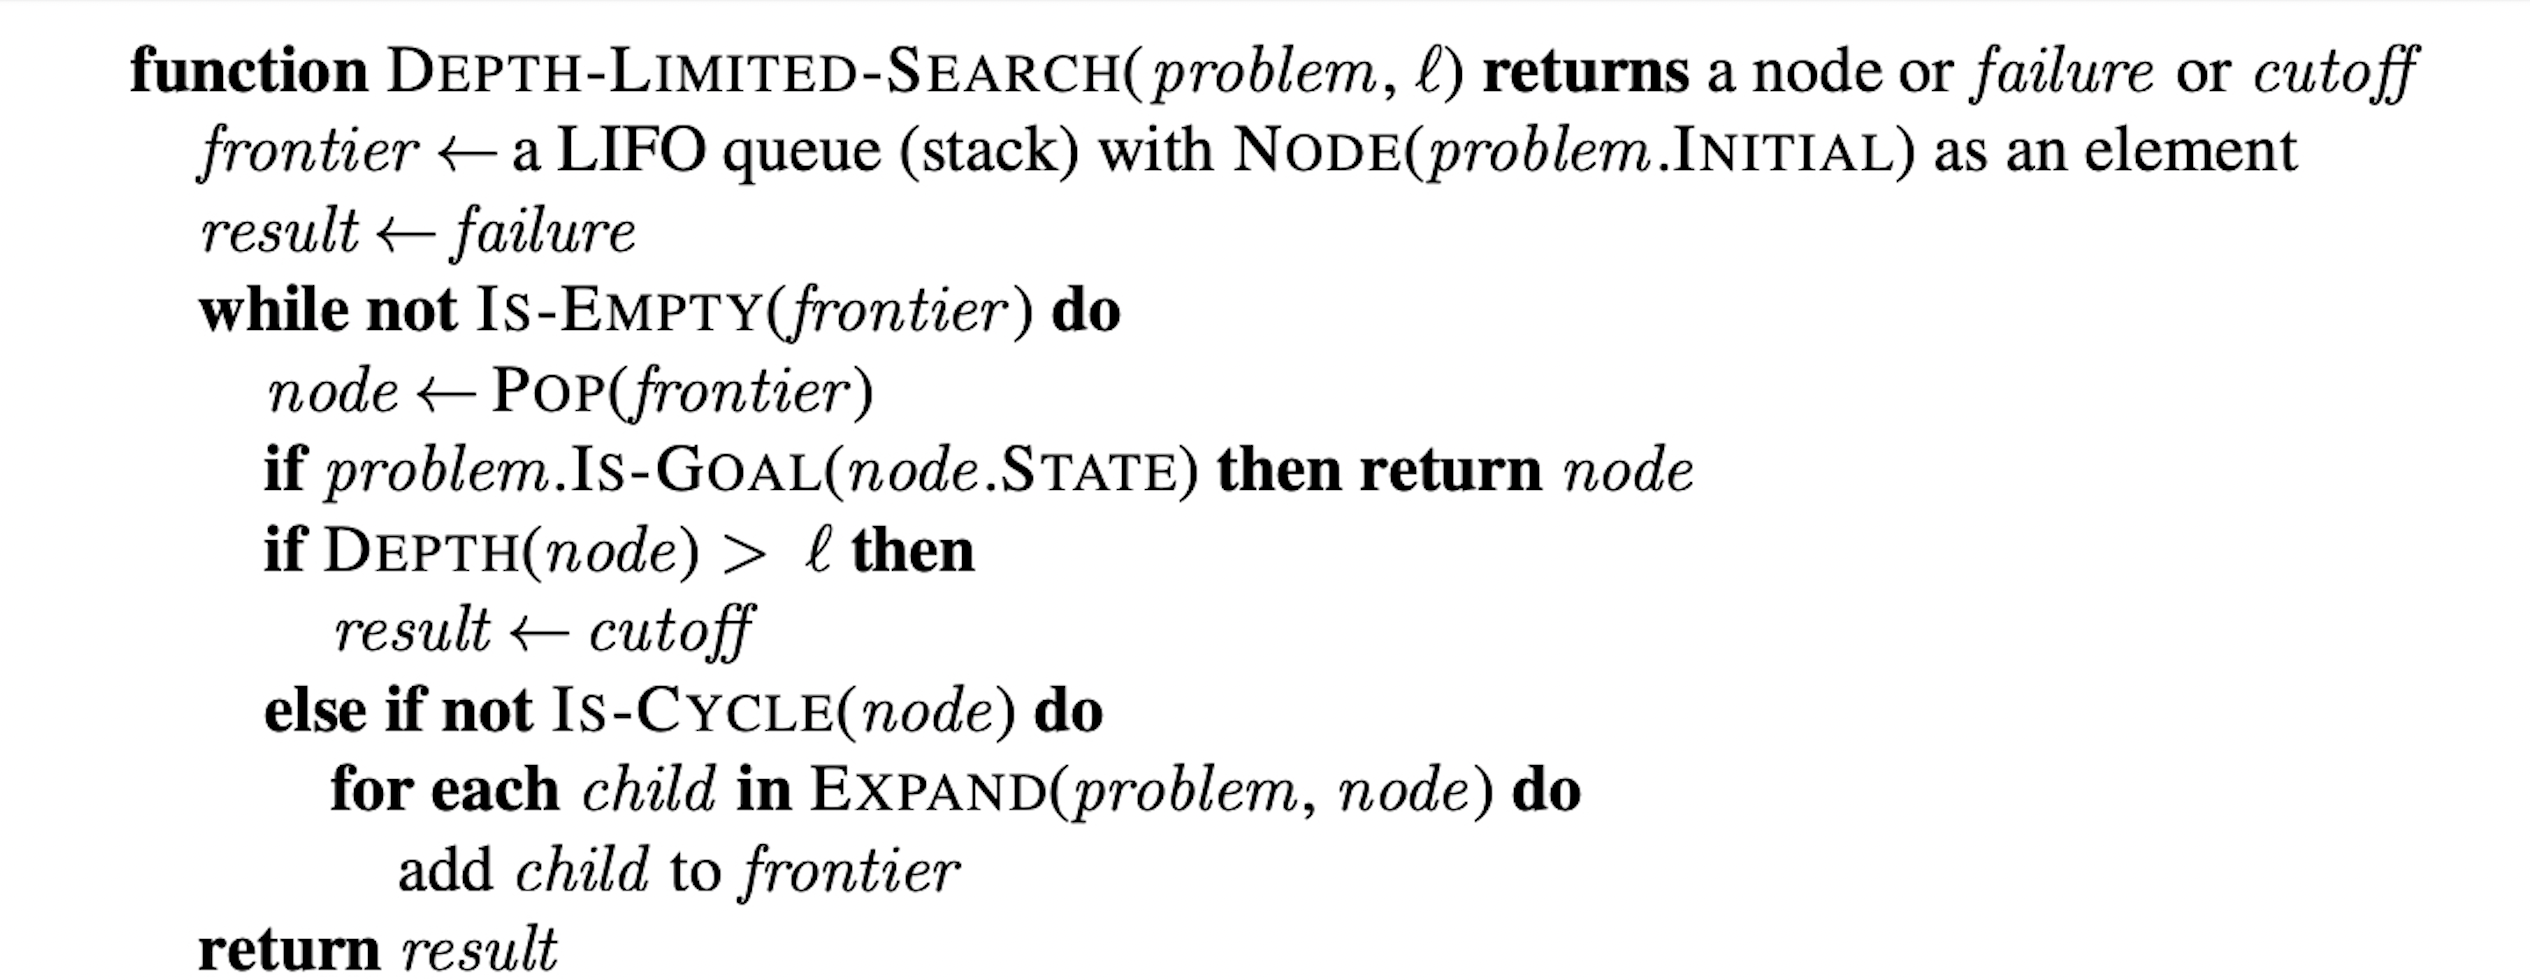 function DEPTH-LIMITED-SEARCH(problem, ℓ) returns a node or failure or cutoff
frontier ← a LIFO queue (stack) with NODE(problem.INITIAL) as an element
result ← failure
while not IS-EMPTY(frontier) do
node ← POP(frontier)
if problem.IS-GOAL(node.STATE) then return node
if DEPTH(node) > ℓ then
result ← cutoff
else if not IS-CYCLE(node) do
for each child in EXPAND(problem, node) do
add child to frontier
return result